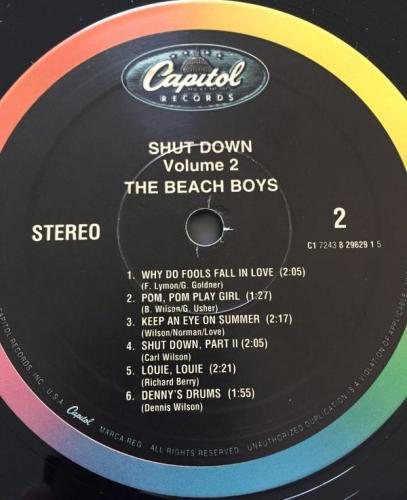 Capitol
RECORDS
SHUT DOWN
Volume 2
THE BEACH BOYS
STEREO
2
C1 7243 8 29629 1 5
1. WHY DO FOOLS FALL IN LOVE (2:05)
(F. Lymon/G. Goldner)
2. POM, POM PLAY GIRL (1:27)
(B. Wilson/G. Usher)
3. KEEP AN EYE ON SUMMER (2:17)
(Wilson/Norman/Love)
4. SHUT DOWN, PART II (2:05)
(Carl Wilson)
5. LOUIE, LOUIE (2:21)
(Richard Berry)
6. DENNY'S DRUMS (1:55)
(Dennis Wilson)
CAPITOL RECORDS, INC. U.S.A. Capitol MARCA REG. ALL RIGHTS RESERVED. UNAUTHORIZED DUPLICATION IS A VIOLATION OF APPLICABLE